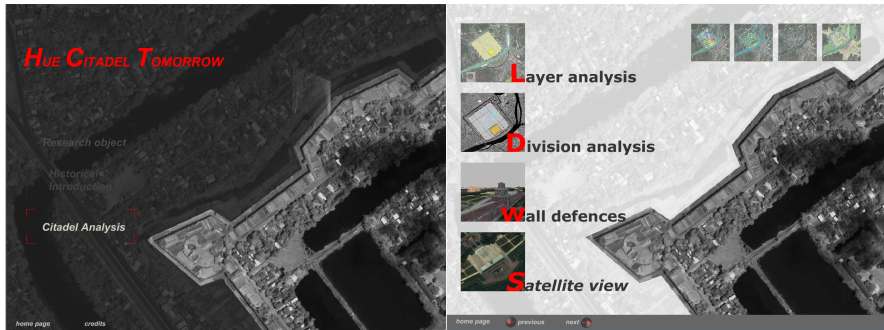 HUE CITADEL TOMORROW
Research object
Historical
Introduction
Citadel Analysis
home page credits
Layer analysis
Division analysis
Wall defences
Satellite view
home page previous next